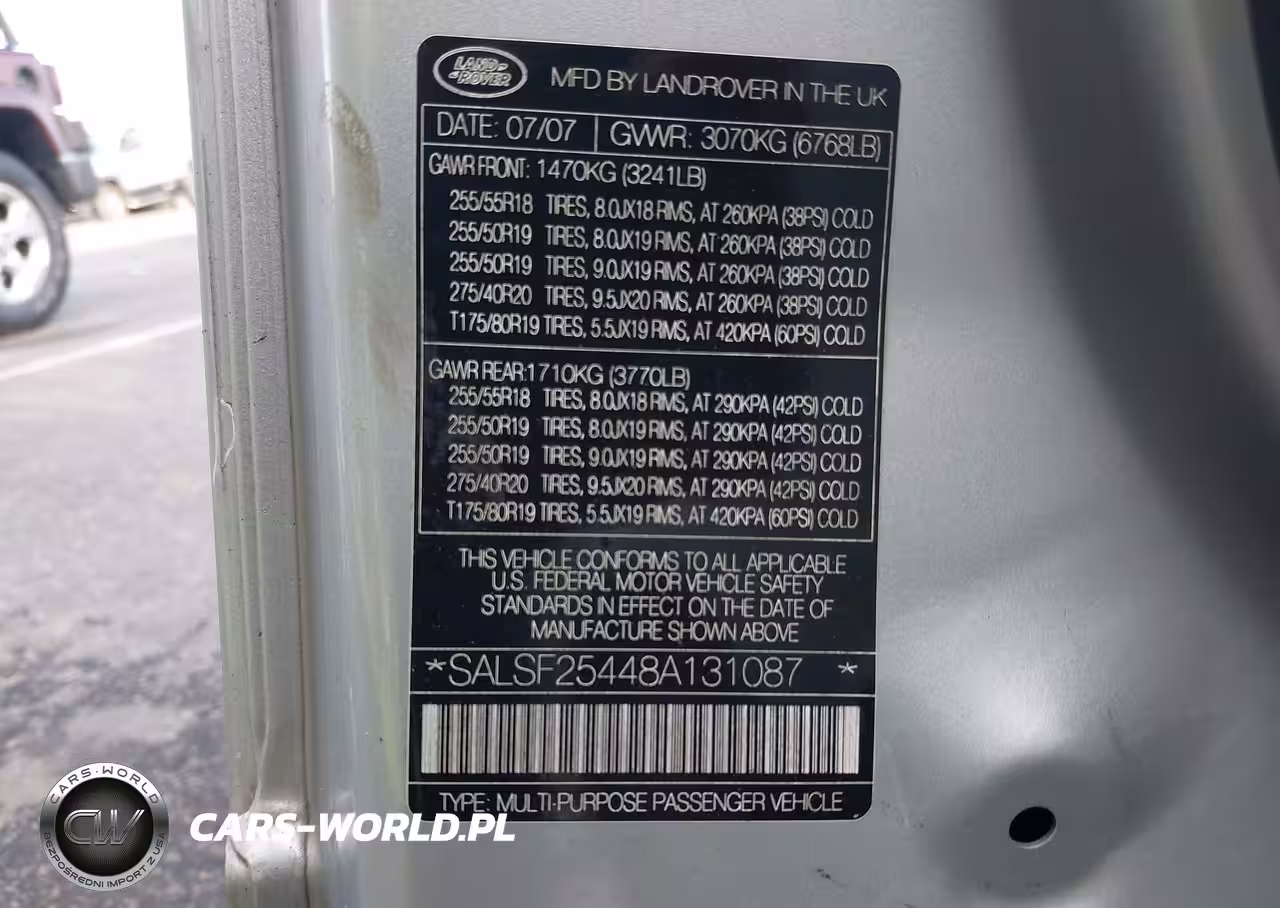 LAND ROVER
MFD BY LANDROVER IN THE UK
DATE: 07/07 GVWR: 3070KG (6768LB)
GAWR FRONT: 1470KG (3241LB)
255/55R18 TIRES, 8.0JX18 RIMS, AT 260KPA (38PSI) COLD
255/50R19 TIRES, 8.0JX19 RIMS, AT 260KPA (38PSI) COLD
255/50R19 TIRES, 9.0JX19 RIMS, AT 260KPA (38PSI) COLD
275/40R20 TIRES, 9.5JX20 RIMS, AT 260KPA (38PSI) COLD
T175/80R19 TIRES, 5.5JX19 RIMS, AT 420KPA (60PSI) COLD
GAWR REAR:1710KG (3770LB)
255/55R18 TIRES, 8.0JX18 RIMS, AT 290KPA (42PSI) COLD
255/50R19 TIRES, 8.0JX19 RIMS, AT 290KPA (42PSI) COLD
255/50R19 TIRES, 9.0JX19 RIMS, AT 290KPA (42PSI) COLD
275/40R20 TIRES, 9.5JX20 RIMS, AT 290KPA (42PSI) COLD
T175/80R19 TIRES, 5.5JX19 RIMS, AT 420KPA (60PSI) COLD
THIS VEHICLE CONFORMS TO ALL APPLICABLE
U.S. FEDERAL MOTOR VEHICLE SAFETY
STANDARDS IN EFFECT ON THE DATE OF
MANUFACTURE SHOWN ABOVE
*SALSF25448A131087 *
TYPE: MULTI-PURPOSE PASSENGER VEHICLE
CARS-WORLD
CW
BEZPOŚREDNI IMPORT Z USA
CARS-WORLD.PL